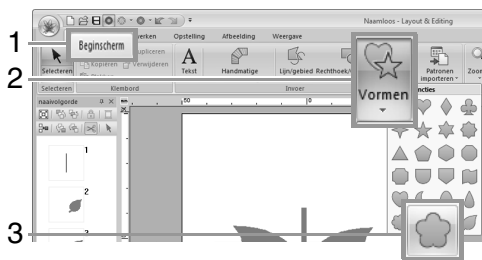 Naamloos - Layout & Editing
1
Beginscherm
Opstelling
Afbeelding
Weergave
Selecteren
Kopiëren
Verwijderen
A
Tekst
Handmatige
Lijn/gebied
Vormen
Patronen
importeren
2
Selecteren
Klembord
Invoer
naaivolgorde
50
0
1
2
3
3